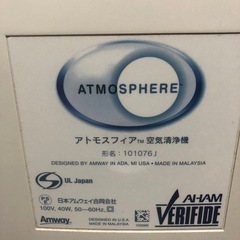 ATMOSPHERE
アトモスフィア™ 空気清浄機
形名：101076J
DESIGNED BY AMWAY IN ADA, MI USA • MADE IN MALAYSIA
UL Japan
日本アムウェイ合同会社
100V, 40W, 50—60Hz,
Amway
DESIGNED IN U.S.A.
MADE IN MALAYSIA
AHAM
VERIFIDE